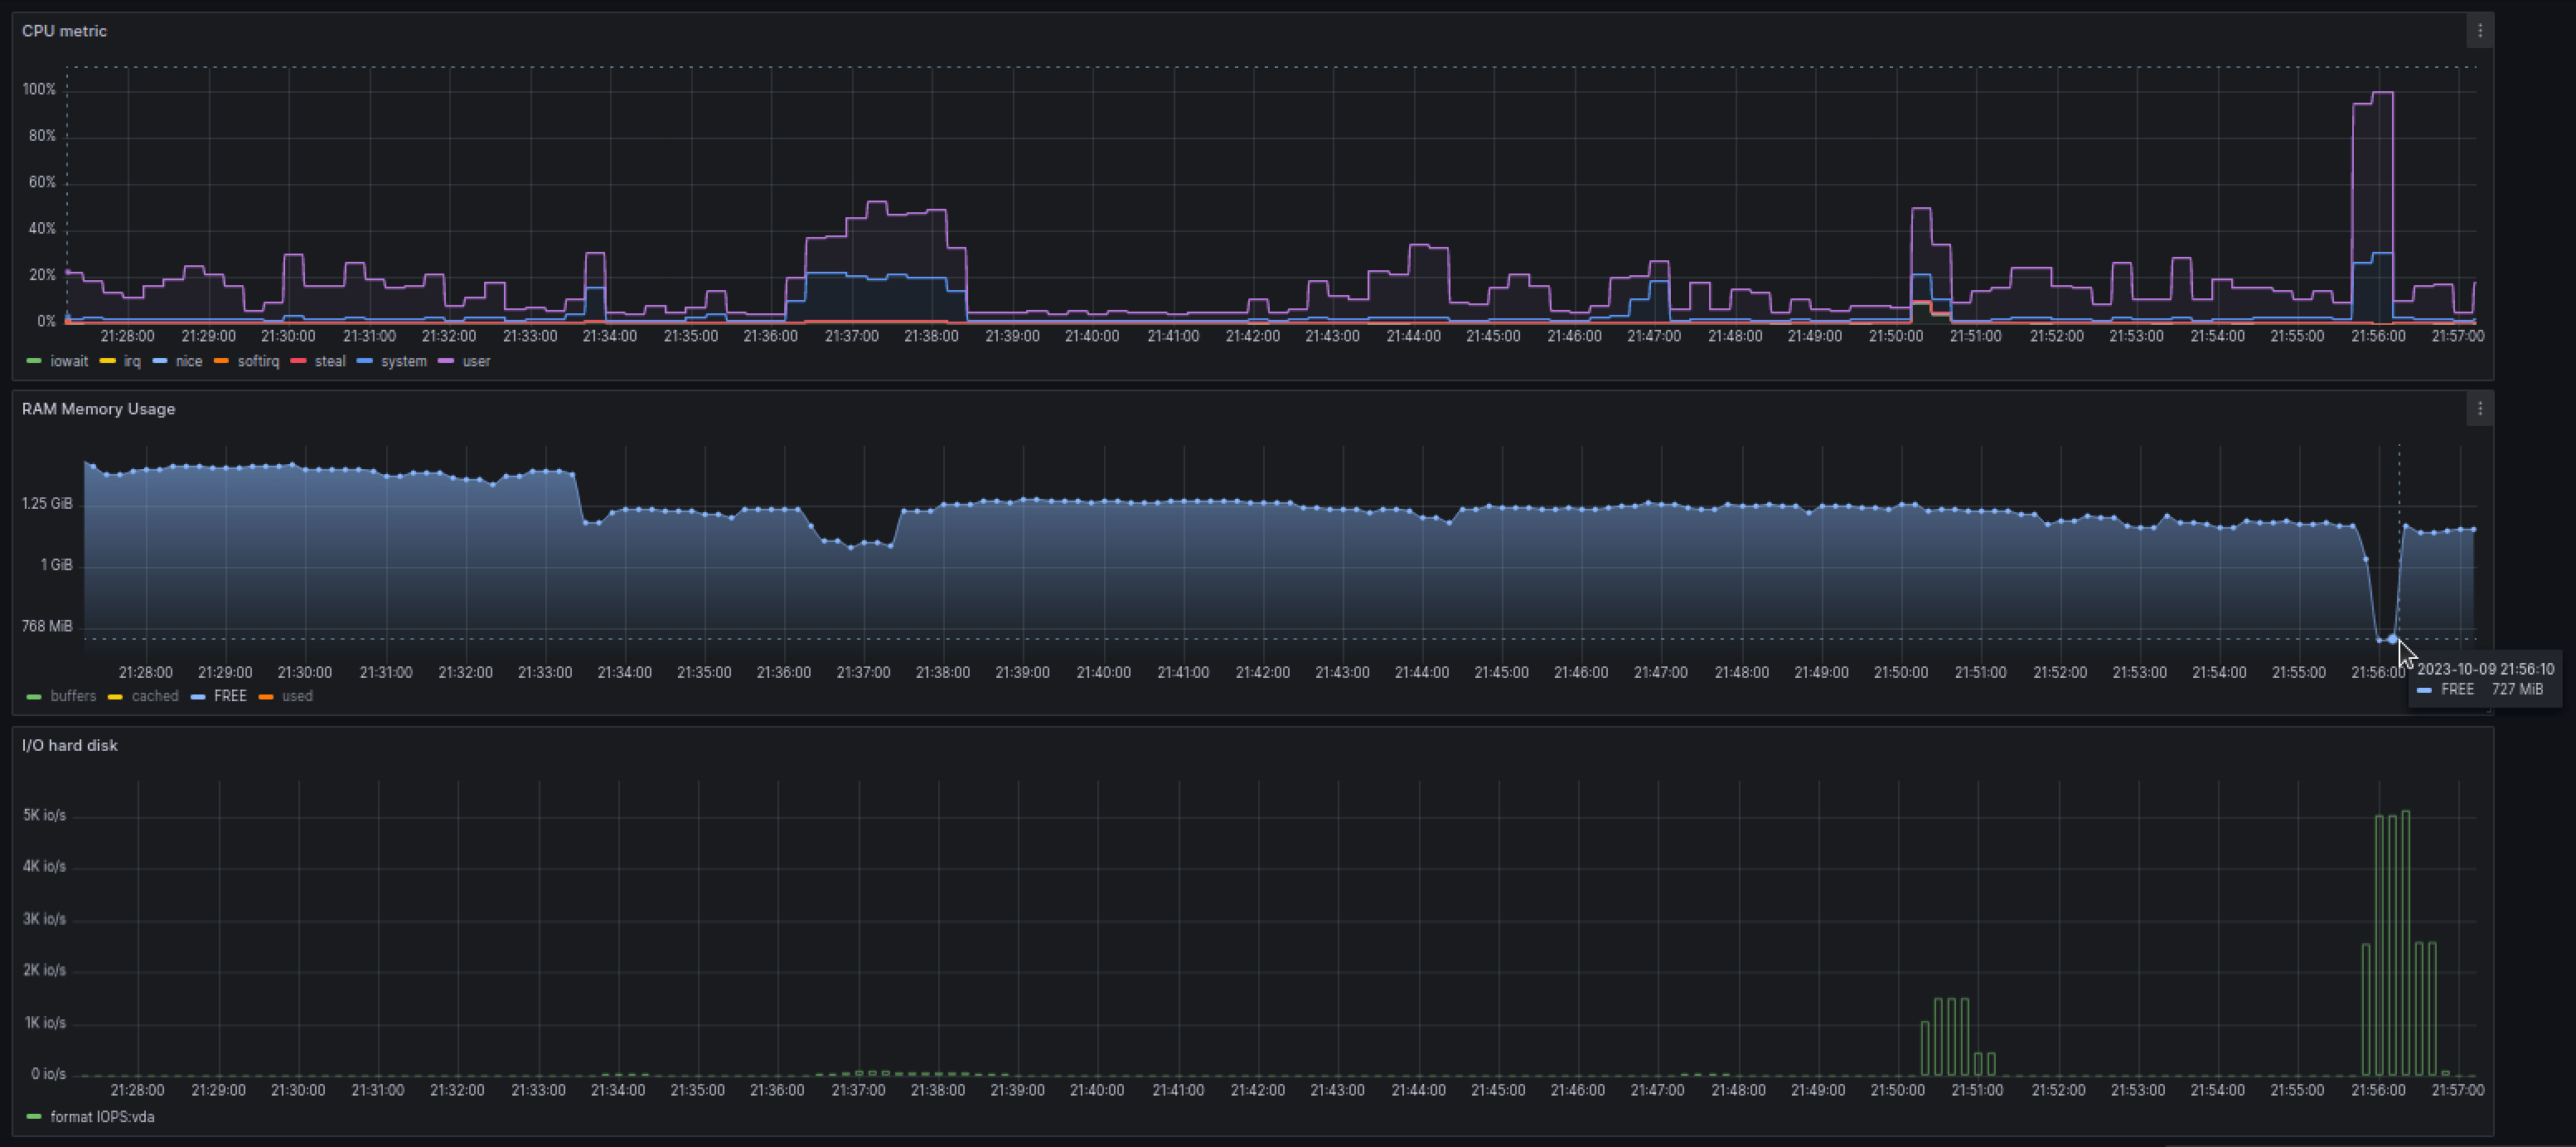 CPU metric
100%
80%
60%
40%
20%
0%
21:28:00 21:29:00 21:30:00 21:31:00 21:32:00 21:33:00 21:34:00 21:35:00 21:36:00 21:37:00 21:38:00 21:39:00 21:40:00 21:41:00 21:42:00 21:43:00 21:44:00 21:45:00 21:46:00 21:47:00 21:48:00 21:49:00 21:50:00 21:51:00 21:52:00 21:53:00 21:54:00 21:55:00 21:56:00 21:57:00
iowait irq nice softirq steal system user
RAM Memory Usage
1.25 GiB
1 GiB
768 MiB
21:28:00 21:29:00 21:30:00 21:31:00 21:32:00 21:33:00 21:34:00 21:35:00 21:36:00 21:37:00 21:38:00 21:39:00 21:40:00 21:41:00 21:42:00 21:43:00 21:44:00 21:45:00 21:46:00 21:47:00 21:48:00 21:49:00 21:50:00 21:51:00 21:52:00 21:53:00 21:54:00 21:55:00 21:56:00
2023-10-09 21:56:10
FREE 727 MiB
buffers cached FREE used
I/O hard disk
5K io/s
4K io/s
3K io/s
2K io/s
1K io/s
0 io/s
21:28:00 21:29:00 21:30:00 21:31:00 21:32:00 21:33:00 21:34:00 21:35:00 21:36:00 21:37:00 21:38:00 21:39:00 21:40:00 21:41:00 21:42:00 21:43:00 21:44:00 21:45:00 21:46:00 21:47:00 21:48:00 21:49:00 21:50:00 21:51:00 21:52:00 21:53:00 21:54:00 21:55:00 21:56:00 21:57:00
format IOPS:vda